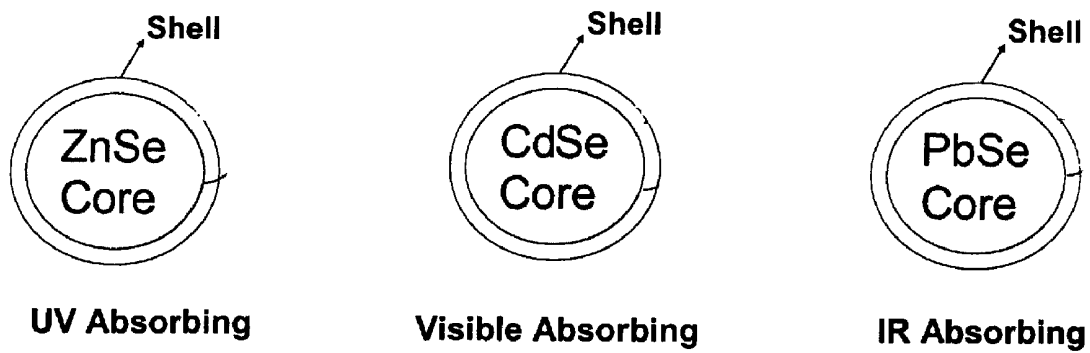 Shell
ZnSe
Core
UV Absorbing
Shell
CdSe
Core
Visible Absorbing
Shell
PbSe
Core
IR Absorbing